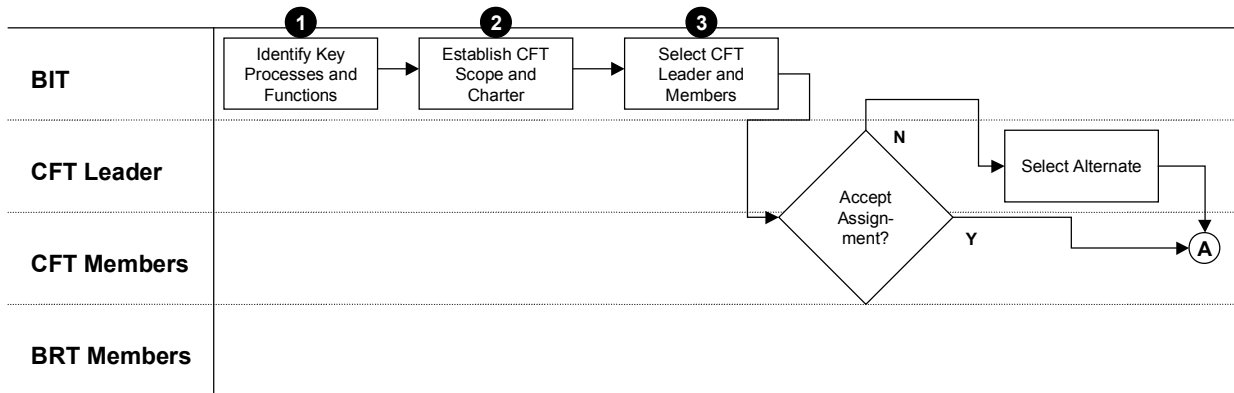 1
2
3
BIT
Identify Key
Processes and
Functions
Establish CFT
Scope and
Charter
Select CFT
Leader and
Members
CFT Leader
N
Select Alternate
Accept
Assign-
ment?
Y
CFT Members
A
BRT Members